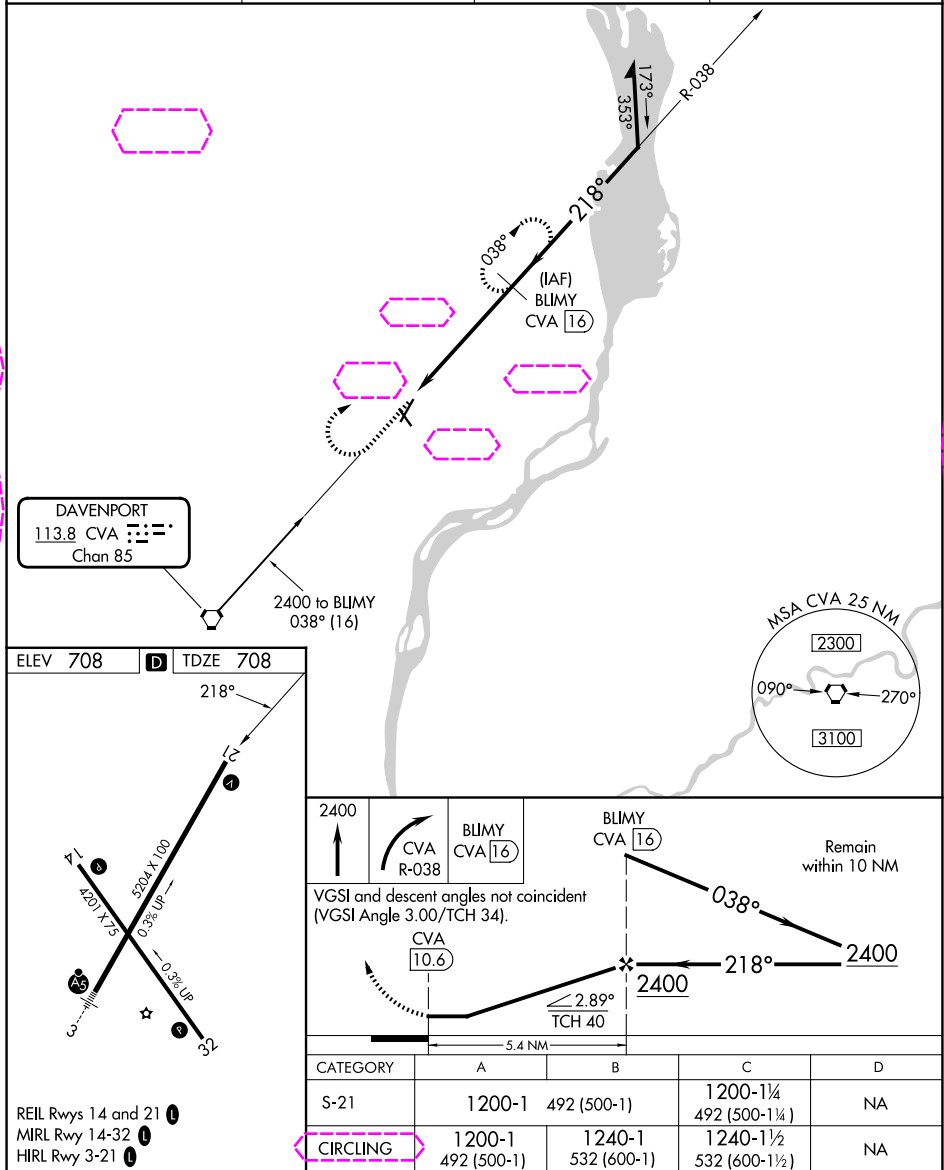 173°
353°
R-038
218°
038°
(IAF)
BLIMY
CVA 16
DAVENPORT
113.8 CVA
Chan 85
2400 to BLIMY
038° (16)
MSA CVA 25 NM
2300
090°
270°
3100
ELEV 708 D TDZE 708
218°
21
V
14
P
5204 X 100
0.3% UP
4201 X 75
0.3% UP
A5
3
P
32
REIL Rwys 14 and 21 L
MIRL Rwy 14-32 L
HIRL Rwy 3-21 L
2400
CVA
R-038
BLIMY
CVA 16
BLIMY
CVA 16
Remain
within 10 NM
VGSI and descent angles not coincident
(VGSI Angle 3.00/TCH 34).
038°
CVA
10.6
2400
218°
2400
2.89°
TCH 40
5.4 NM
CATEGORY A B C D
S-21 1200-1 492 (500-1) 1200-1¼ 492 (500-1¼) NA
CIRCLING 1200-1 492 (500-1) 1240-1 532 (600-1) 1240-1½ 532 (600-1½) NA